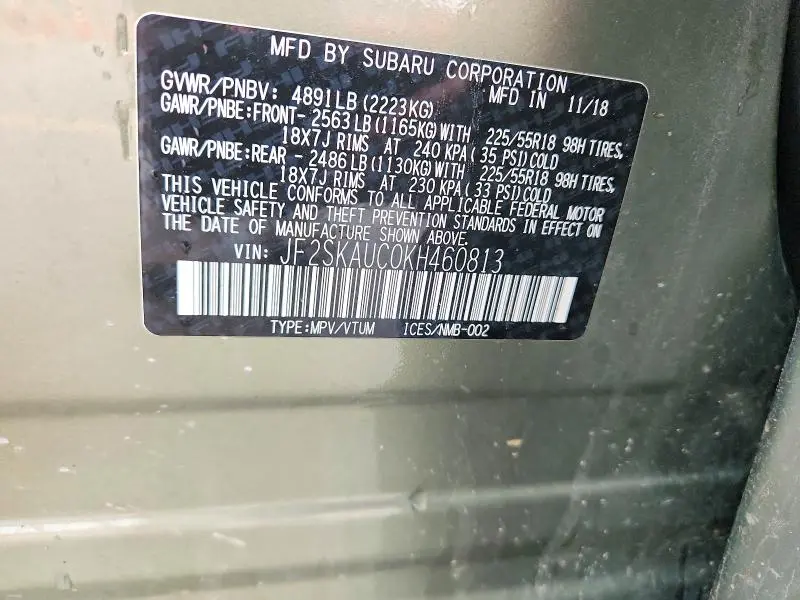 MFD BY SUBARU CORPORATION
GVWR/PNBV: 4891LB (2223KG) MFD IN 11/18
GAWR/PNBE:FRONT- 2563LB(1165KG)WITH 225/55R18 98H TIRES,
18X7J RIMS AT 240 KPA( 35 PSI)COLD
GAWR/PNBE:REAR - 2486LB(1130KG)WITH 225/55R18 98H TIRES,
18X7J RIMS AT 230 KPA( 33 PSI)COLD
THIS VEHICLE CONFORMS TO ALL APPLICABLE FEDERAL MOTOR
VEHICLE SAFETY AND THEFT PREVENTION STANDARDS IN EFFECT ON
THE DATE OF MANUFACTURE SHOWN ABOVE.
VIN: JF2SKAUC0KH460813
TYPE:MPV/VTUM ICES/NMB-002